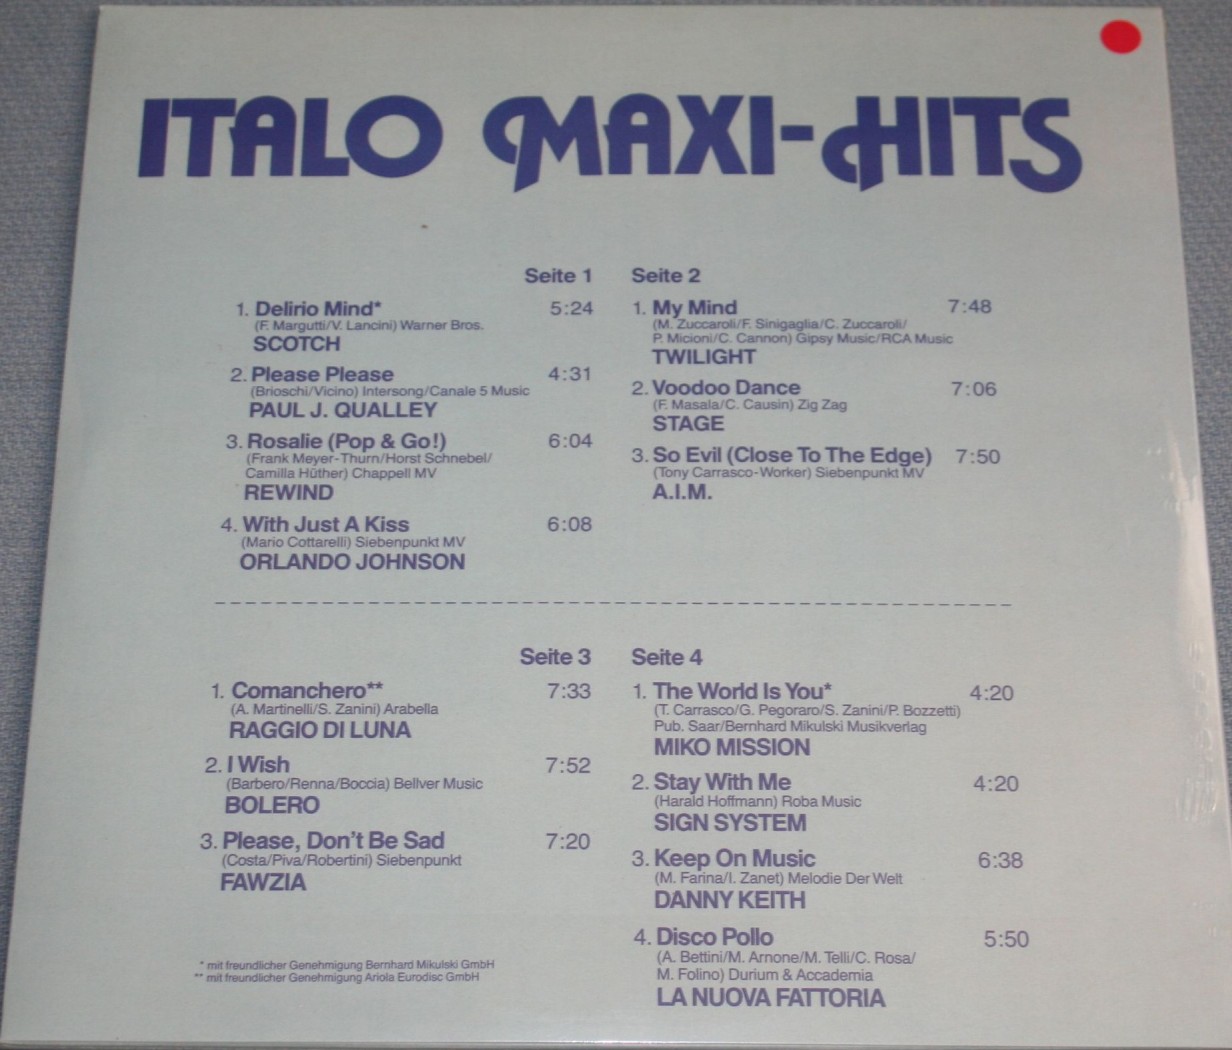 ITALO MAXI-HITS
Seite 1
1. Delirio Mind* 5:24
(F. Margutti/V. Lancini) Warner Bros.
SCOTCH
2. Please Please 4:31
(Brioschi/Vicino) Intersong/Canale 5 Music
PAUL J. QUALLEY
3. Rosalie (Pop & Go!) 6:04
(Frank Meyer-Thurn/Horst Schnebel/
Camilla Hüther) Chappell MV
REWIND
4. With Just A Kiss 6:08
(Mario Cottarelli) Siebenpunkt MV
ORLANDO JOHNSON
Seite 2
1. My Mind 7:48
(M. Zuccaroli/F. Sinigaglia/C. Zuccaroli/
P. Micioni/C. Cannon) Gipsy Music/RCA Music
TWILIGHT
2. Voodoo Dance 7:06
(F. Masala/C. Causin) Zig Zag
STAGE
3. So Evil (Close To The Edge) 7:50
(Tony Carrasco-Worker) Siebenpunkt MV
A.I.M.
Seite 3
1. Comanchero** 7:33
(A. Martinelli/S. Zanini) Arabella
RAGGIO DI LUNA
2. I Wish 7:52
(Barbero/Renna/Boccia) Bellver Music
BOLERO
3. Please, Don't Be Sad 7:20
(Costa/Piva/Robertini) Siebenpunkt
FAWZIA
* mit freundlicher Genehmigung Bernhard Mikulski GmbH
** mit freundlicher Genehmigung Ariola Eurodisc GmbH
Seite 4
1. The World Is You* 4:20
(T. Carrasco/G. Pegoraro/S. Zanini/P. Bozzetti)
Pub. Saar/Bernhard Mikulski Musikverlag
MIKO MISSION
2. Stay With Me 4:20
(Harald Hoffmann) Roba Music
SIGN SYSTEM
3. Keep On Music 6:38
(M. Farina/I. Zanet) Melodie Der Welt
DANNY KEITH
4. Disco Pollo 5:50
(A. Bettini/M. Arnone/M. Telli/C. Rosa/
M. Folino) Durium & Accademia
LA NUOVA FATTORIA